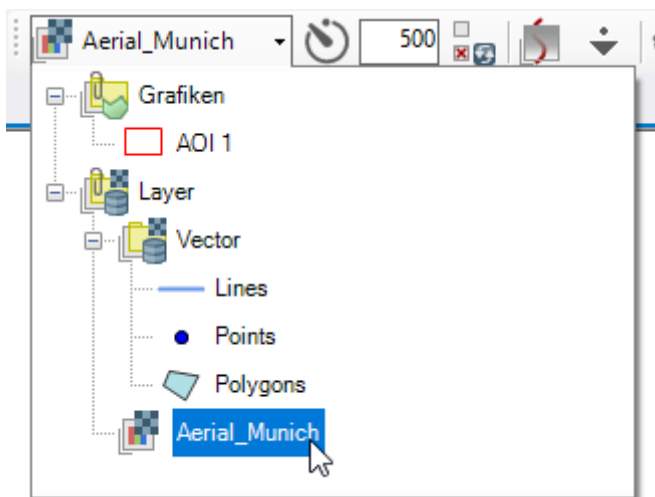 Aerial_Munich 500
Grafiken
AOI 1
Layer
Vector
Lines
Points
Polygons
Aerial_Munich